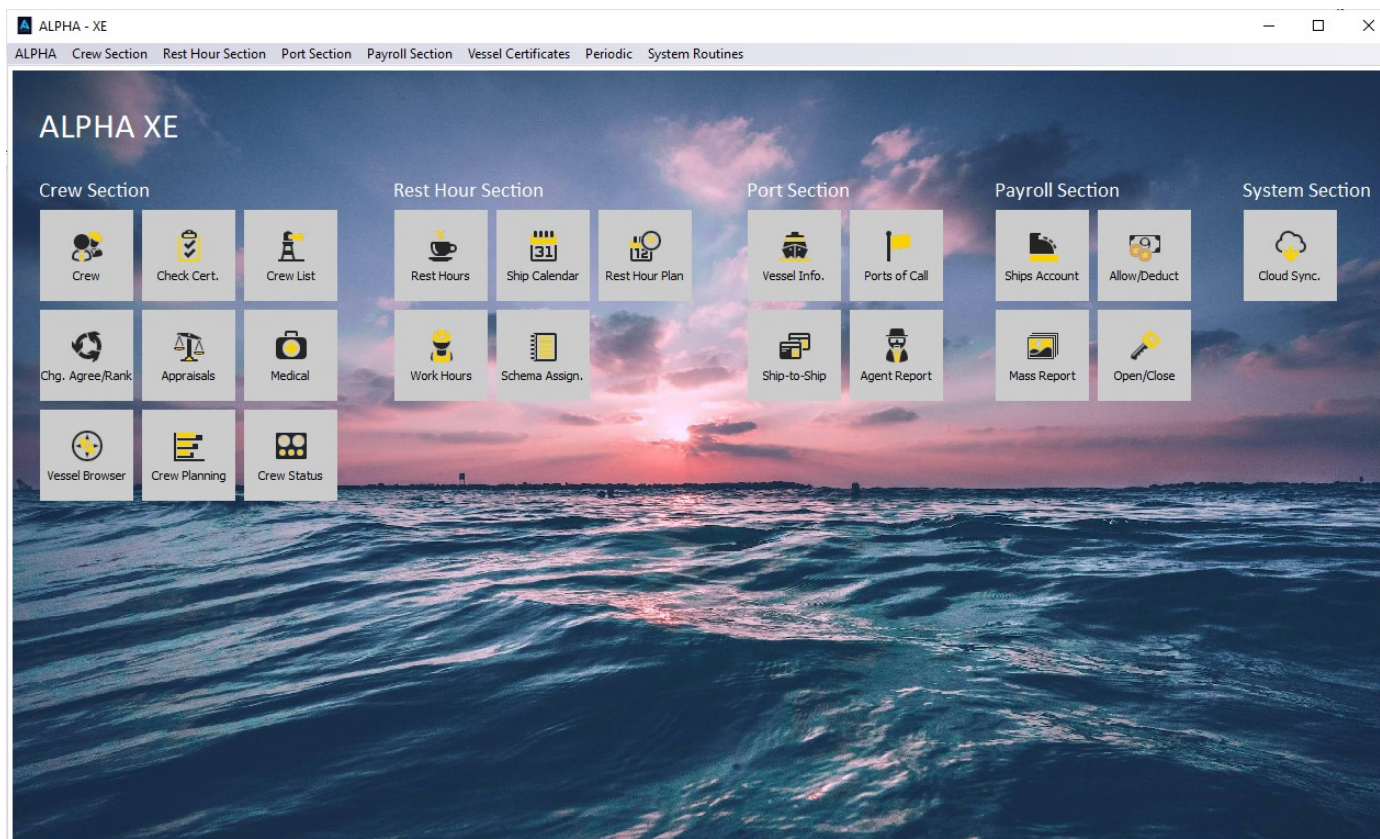 ALPHA - XE
ALPHA Crew Section Rest Hour Section Port Section Payroll Section Vessel Certificates Periodic System Routines
ALPHA XE
Crew Section
Crew Check Cert. Crew List
Chg. Agree/Rank Appraisals Medical
Vessel Browser Crew Planning Crew Status
Rest Hour Section
31 12
Rest Hours Ship Calendar Rest Hour Plan
Work Hours Schema Assign.
Port Section
Vessel Info. Ports of Call
Ship-to-Ship Agent Report
Payroll Section
Ships Account Allow/Deduct
Mass Report Open/Close
System Section
Cloud Sync.